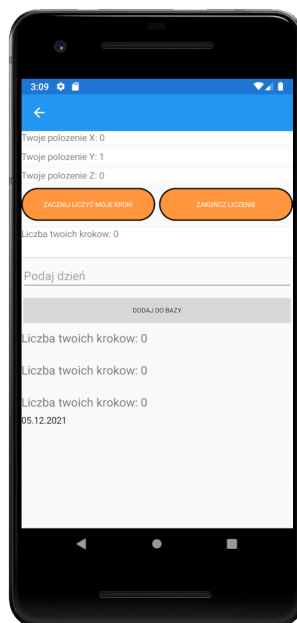 3:09
Twoje polozenie X: 0
Twoje polozenie Y: 1
Twoje polozenie Z: 0
ZACZNIJ LICZYĆ MOJE KROKI ZAKOŃCZ LICZENIE
Liczba twoich krokow: 0
Podaj dzień
DODAJ DO BAZY
Liczba twoich krokow: 0
Liczba twoich krokow: 0
Liczba twoich krokow: 0
05.12.2021